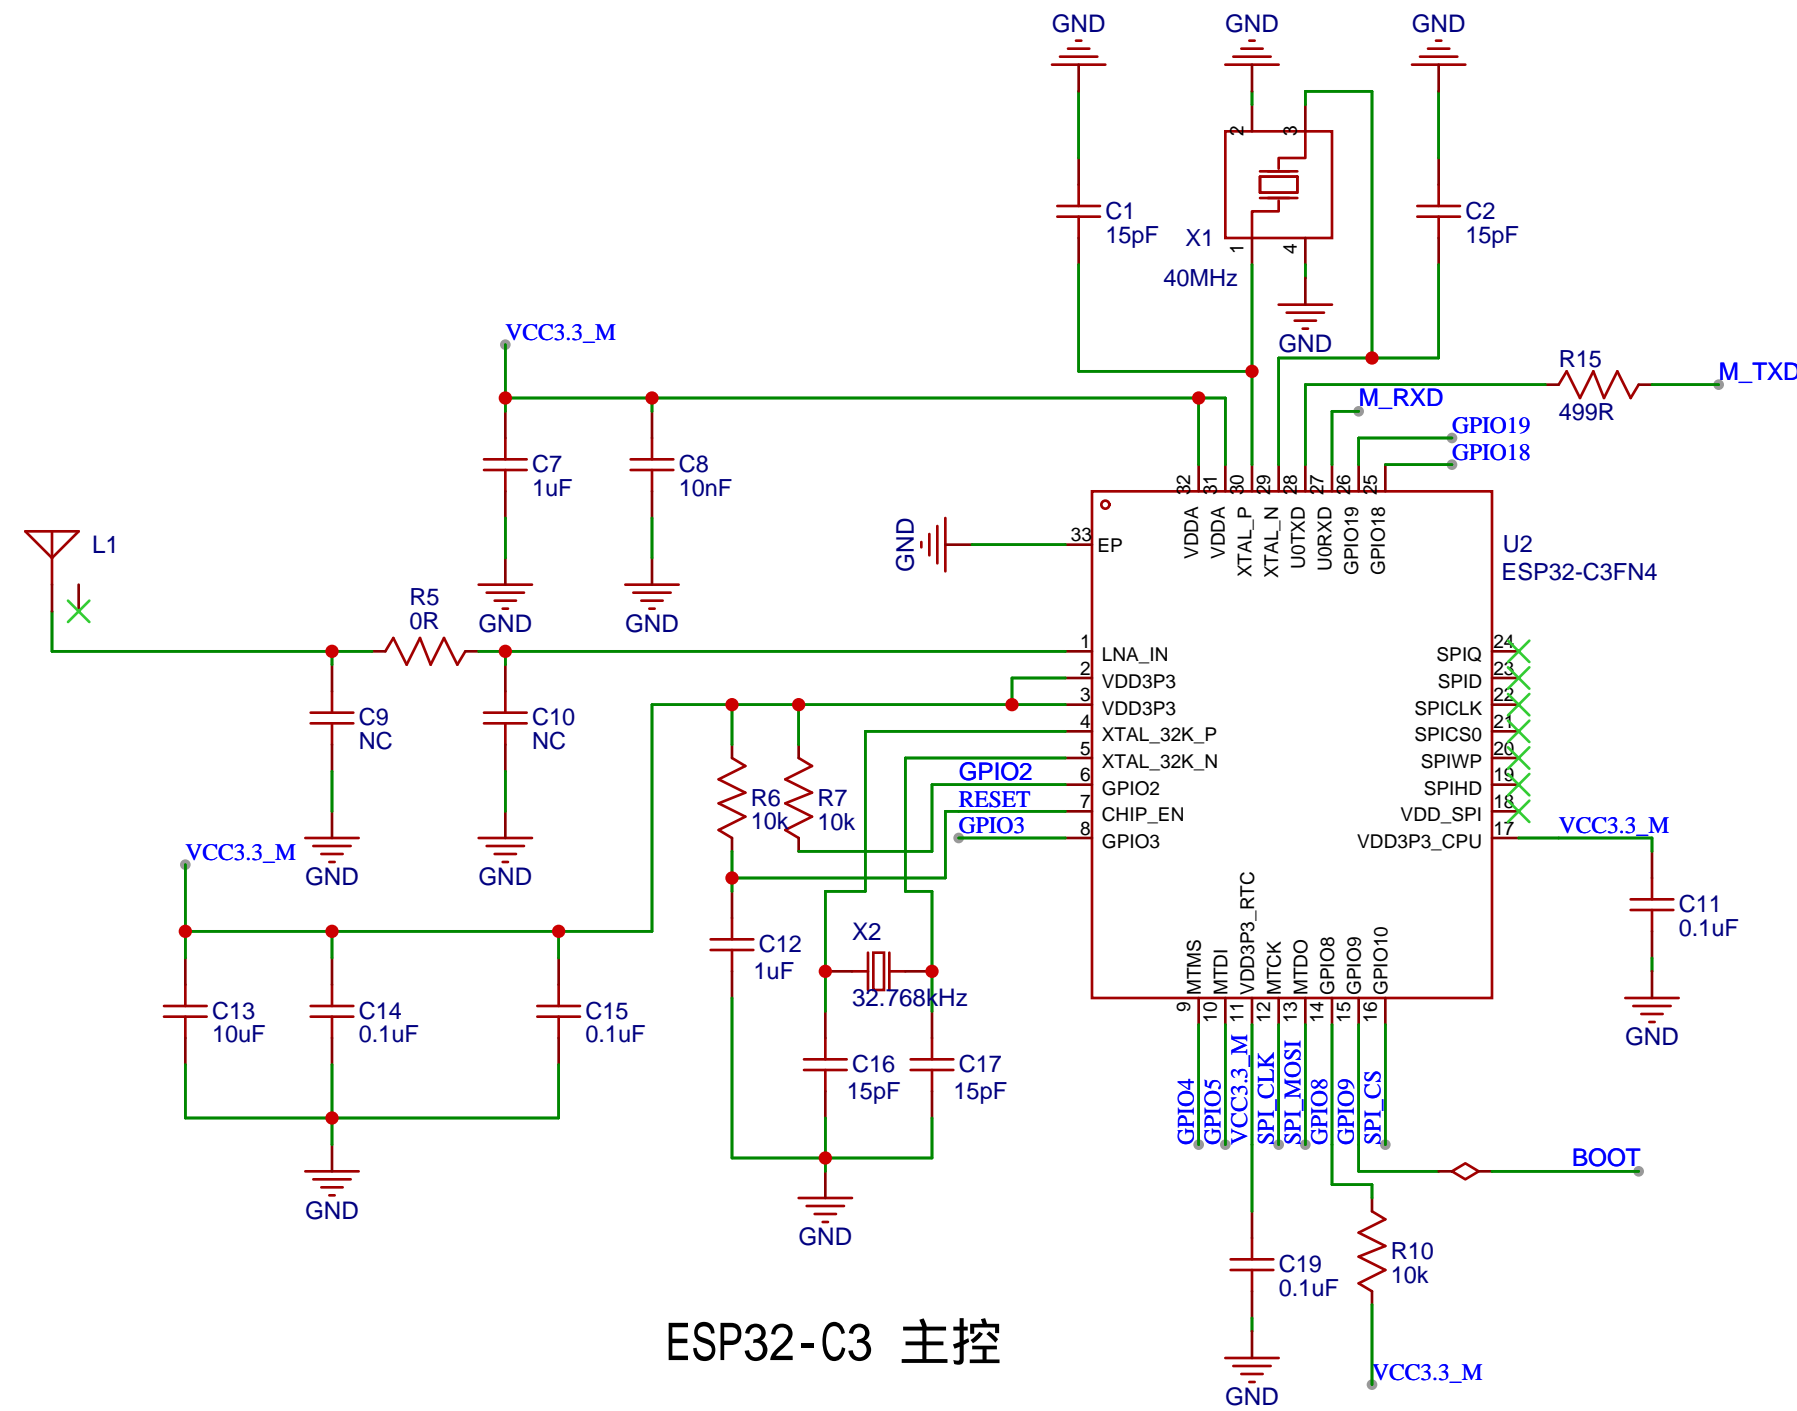 GND
GND
GND
2
3
C1
15pF
X1
40MHz
1
4
C2
15pF
GND
VCC3.3_M
R15
499R
M_TXD
M_RXD
GPIO19
GPIO18
C7
1uF
C8
10nF
GND
GND
32
31
30
29
28
27
26
25
VDDA
VDDA
XTAL_P
XTAL_N
U0TXD
U0RXD
GPIO19
GPIO18
GND
33
EP
U2
ESP32-C3FN4
L1
R5
0R
1
LNA_IN
2
VDD3P3
3
VDD3P3
4
XTAL_32K_P
5
XTAL_32K_N
6
GPIO2
7
CHIP_EN
8
GPIO3
GPIO2
RESET
GPIO3
SPIQ
24
SPID
23
SPICLK
22
SPICS0
21
SPIWP
20
SPIHD
19
VDD_SPI
18
VDD3P3_CPU
17
VCC3.3_M
C9
NC
C10
NC
GND
GND
R6
10k
R7
10k
VCC3.3_M
C11
0.1uF
GND
C12
1uF
X2
32.768kHz
C13
10uF
C14
0.1uF
C15
0.1uF
C16
15pF
C17
15pF
GND
GND
MTMS
MTDI
VDD3P3_RTC
MTCK
MTDO
GPIO8
GPIO9
GPIO10
9
10
11
12
13
14
15
16
GPIO4
GPIO5
VCC3.3_M
SPI_CLK
SPI_MOSI
GPIO8
GPIO9
SPI_CS
BOOT
C19
0.1uF
R10
10k
GND
VCC3.3_M
ESP32-C3 主控